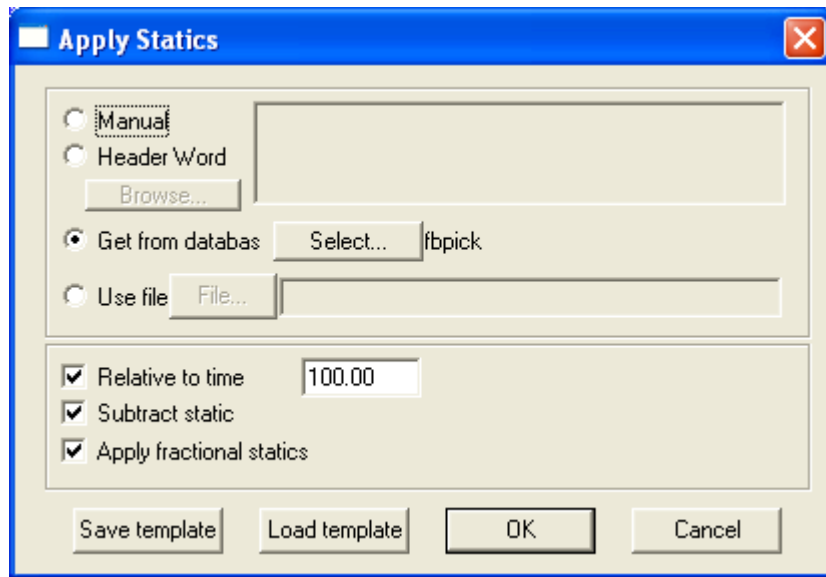 Apply Statics
Manual
Header Word
Browse...
Get from databas Select... fbpick
Use file File...
Relative to time 100.00
Subtract static
Apply fractional statics
Save template Load template OK Cancel